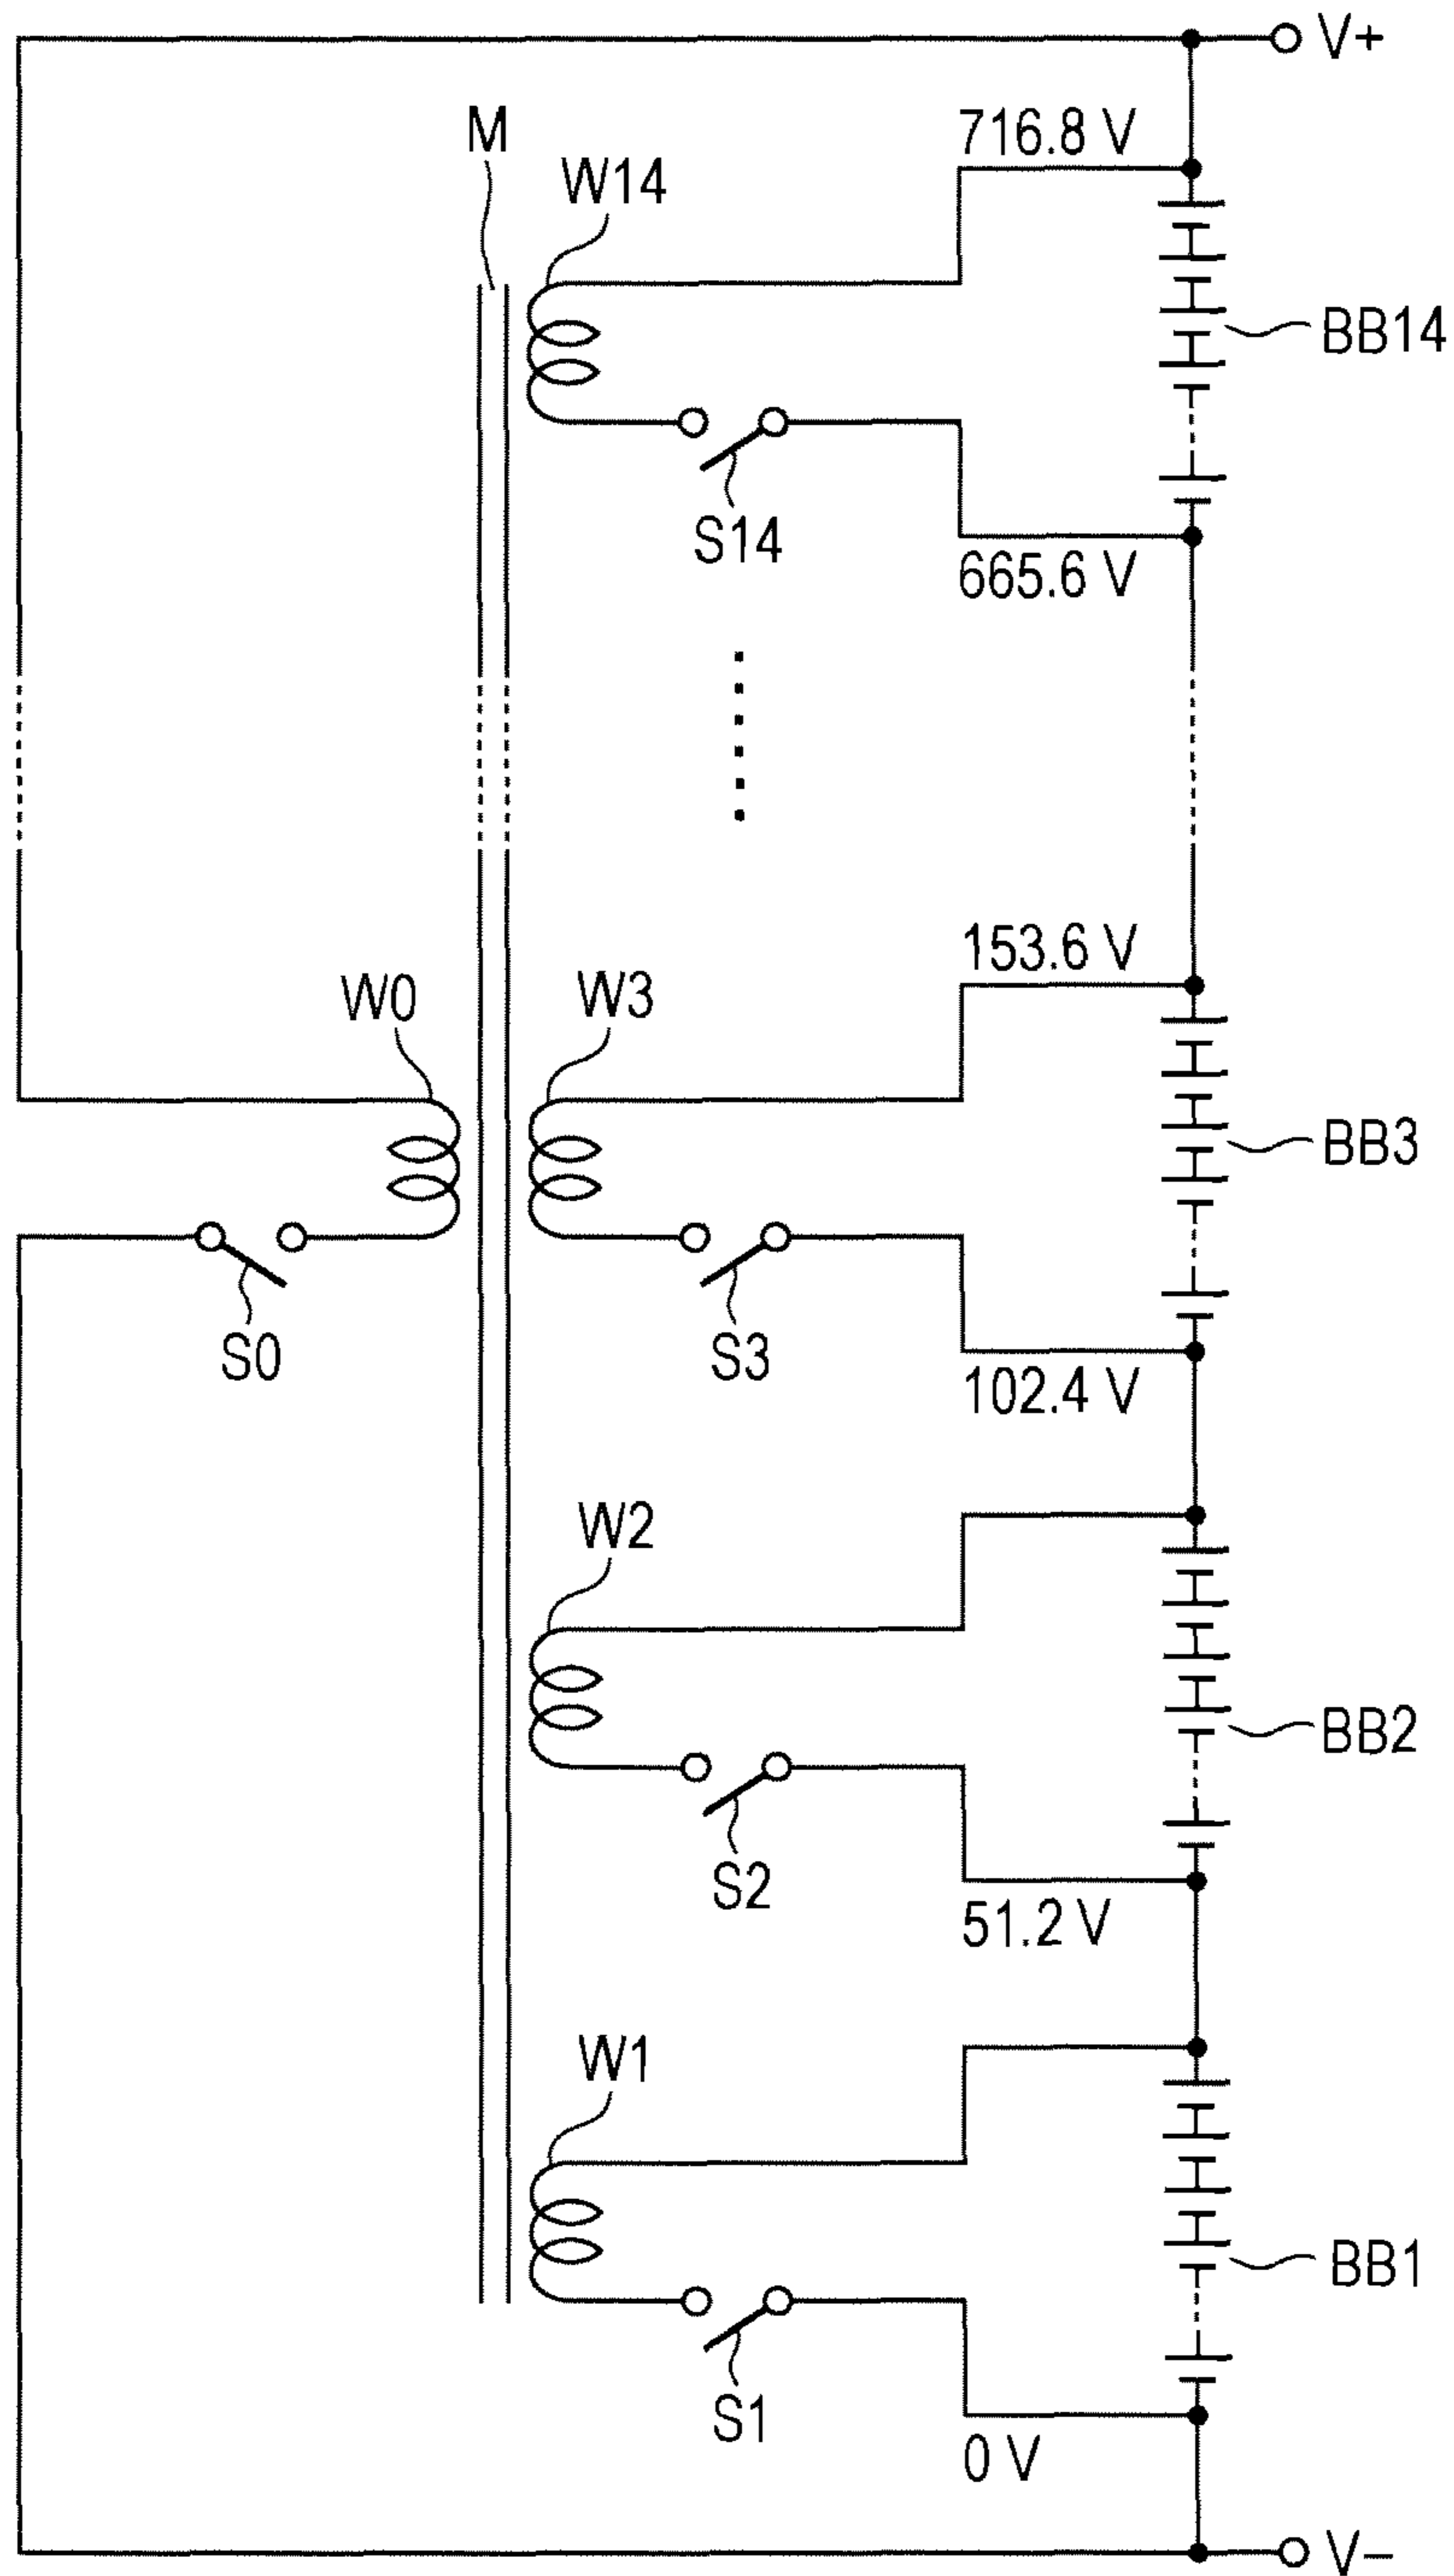 V+
M
716.8 V
W14
BB14
S14
665.6 V
153.6 V
W0
W3
BB3
S0
S3
102.4 V
W2
BB2
S2
51.2 V
W1
BB1
S1
0 V
V−